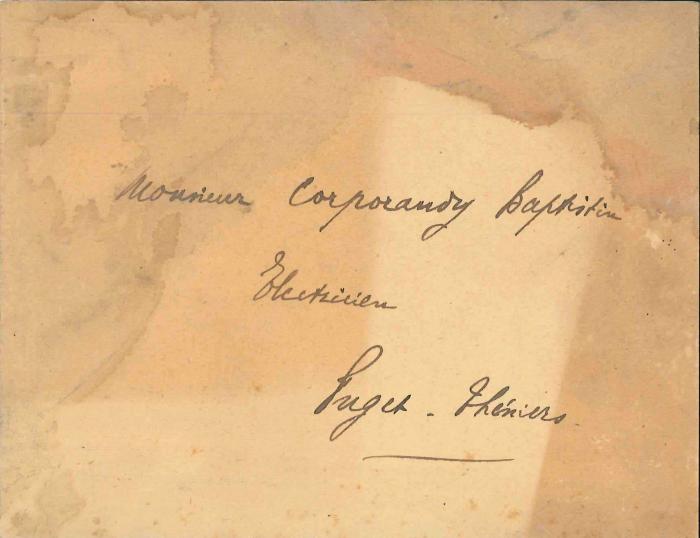 Monsieur Corporandy Baptistin
Electricien
Puget-Théniers